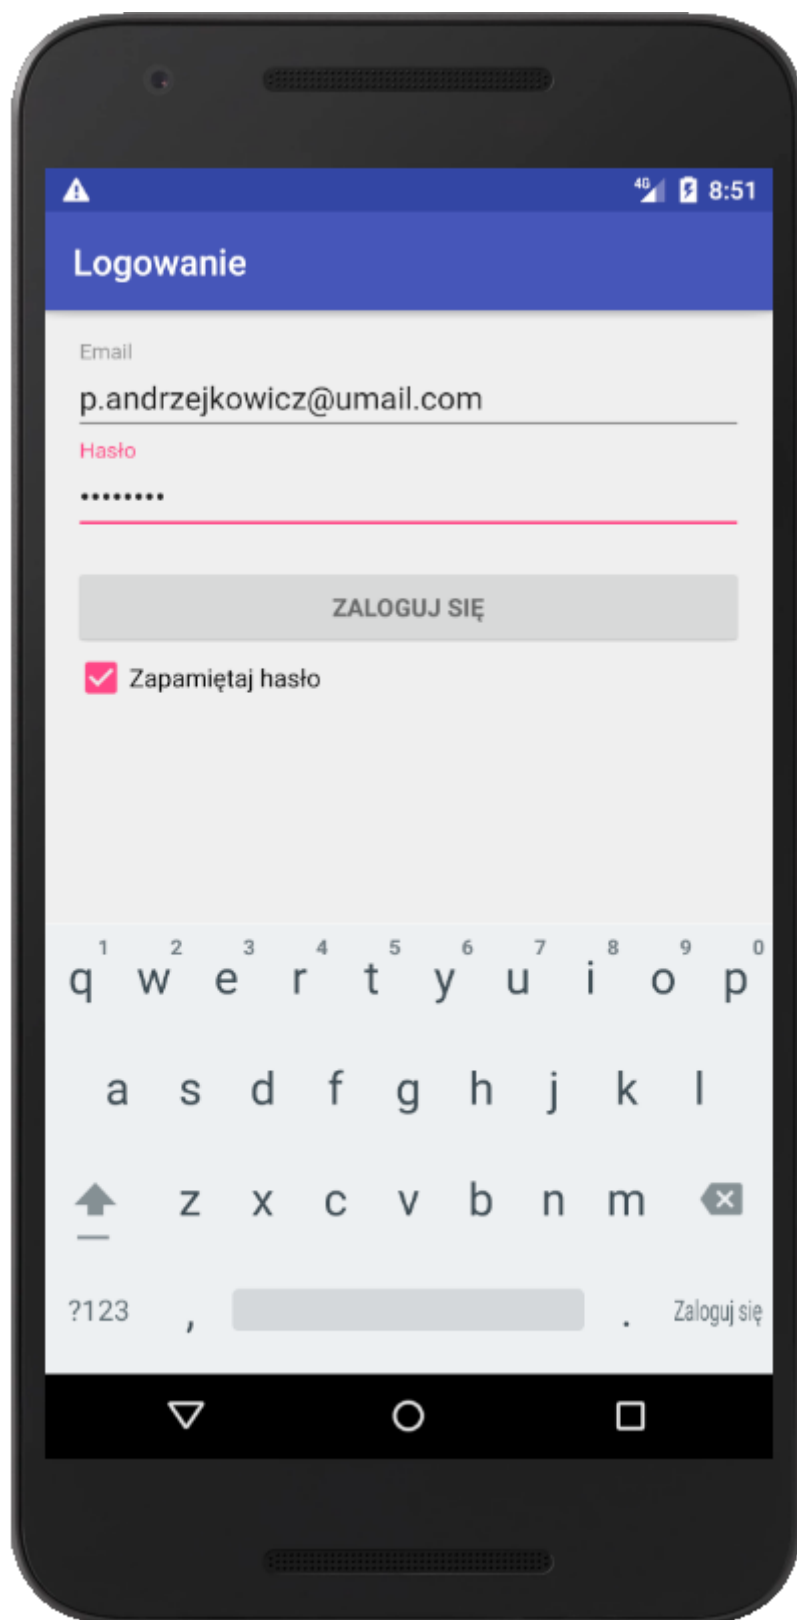 4G 8:51
Logowanie
Email
p.andrzejkowicz@umail.com
Hasło
••••••••
ZALOGUJ SIĘ
Zapamiętaj hasło
1 2 3 4 5 6 7 8 9 0
q w e r t y u i o p
a s d f g h j k l
z x c v b n m
?123 , . Zaloguj się